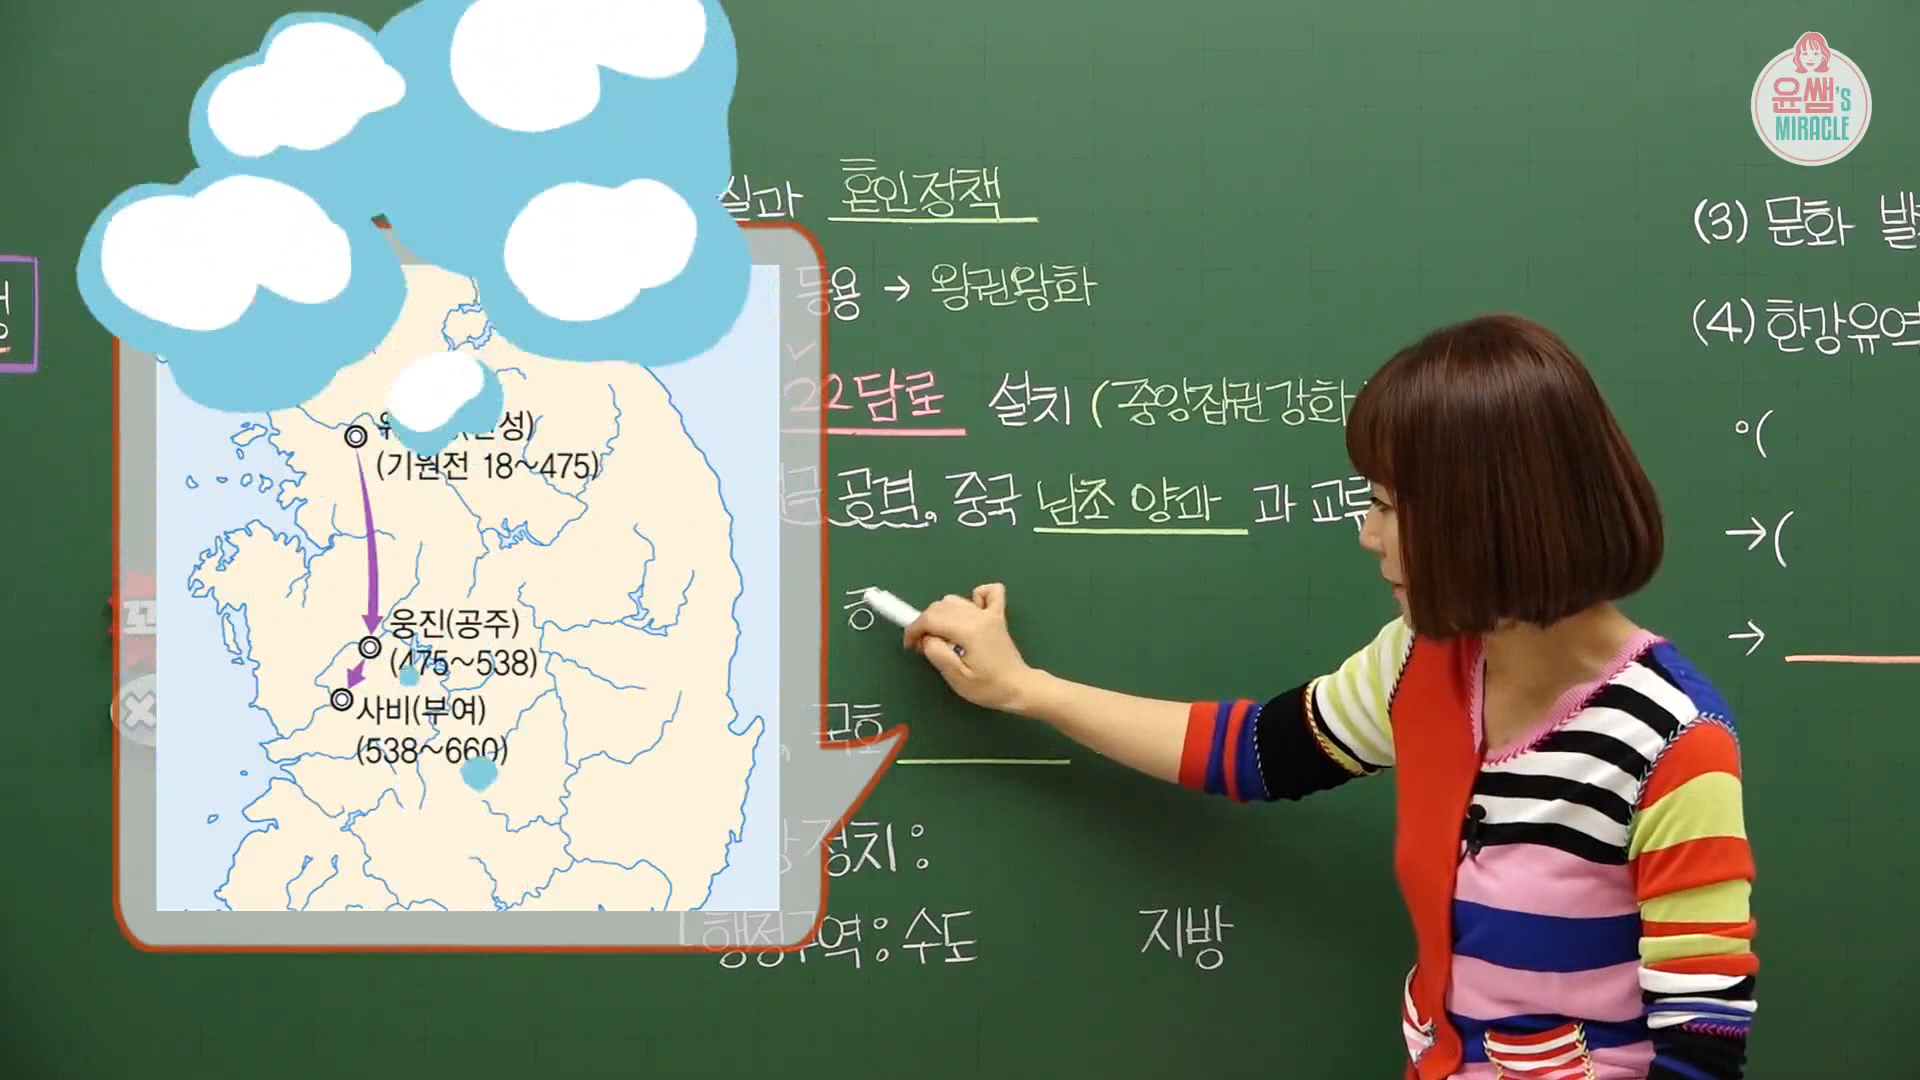 윤쌤's
MIRACLE
실과 혼인정책
등용 → 왕권왕화
22담로 설치 (중앙집권강화
공격, 중국 남조 양과 과 교류
국호
정치:
행정구역: 수도 지방
성)
(기원전 18~475)
웅진(공주)
(475~538)
사비(부여)
(538~660)
(3) 문화
(4) 한강유역
◦(
→(
→